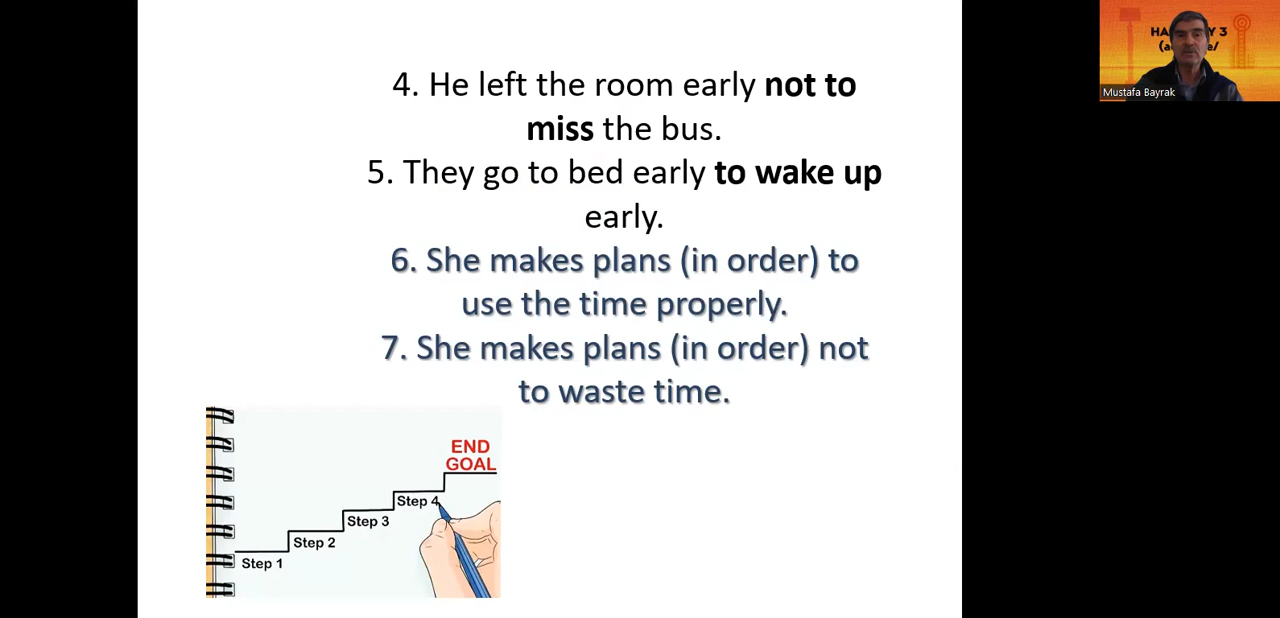 4. He left the room early not to
miss the bus.
5. They go to bed early to wake up
early.
6. She makes plans (in order) to
use the time properly.
7. She makes plans (in order) not
to waste time.
END
GOAL
Step 4
Step 3
Step 2
Step 1
Mustafa Bayrak